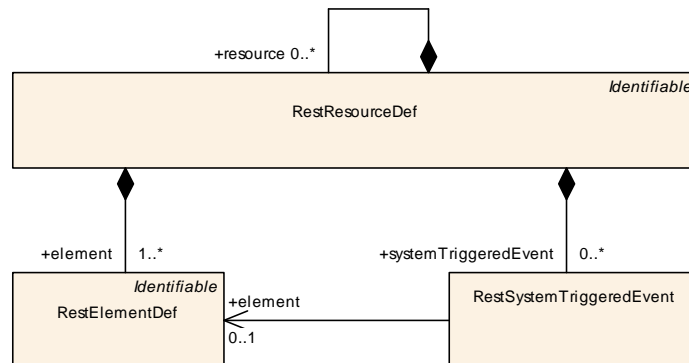 +resource 0..*
Identifiable
RestResourceDef
+element 1..*
+systemTriggeredEvent 0..*
Identifiable
RestElementDef
+element
0..1
RestSystemTriggeredEvent